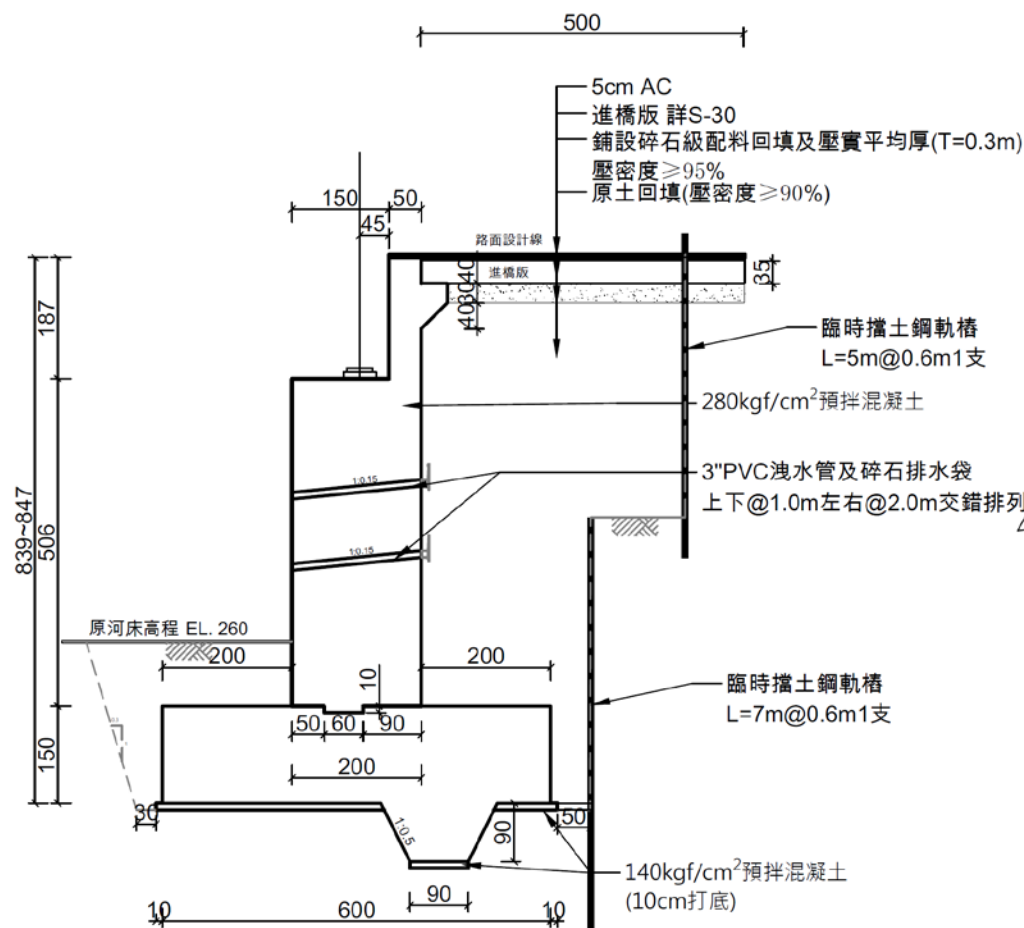 500
5cm AC
進橋版 詳S-30
鋪設碎石級配料回填及壓實平均厚(T=0.3m)
壓密度≥95%
原土回填(壓密度≥90%)
150
50
45
路面設計線
進橋版
40
30
40
35
187
839~847
506
150
臨時擋土鋼軌樁
L=5m@0.6m1支
280kgf/cm²預拌混凝土
1:0.15
3"PVC洩水管及碎石排水袋
上下@1.0m左右@2.0m交錯排列
1:0.15
原河床高程 EL. 260
200
200
10
50
60
90
200
臨時擋土鋼軌樁
L=7m@0.6m1支
30
1:0.5
90
50
140kgf/cm²預拌混凝土
(10cm打底)
90
10
600
10